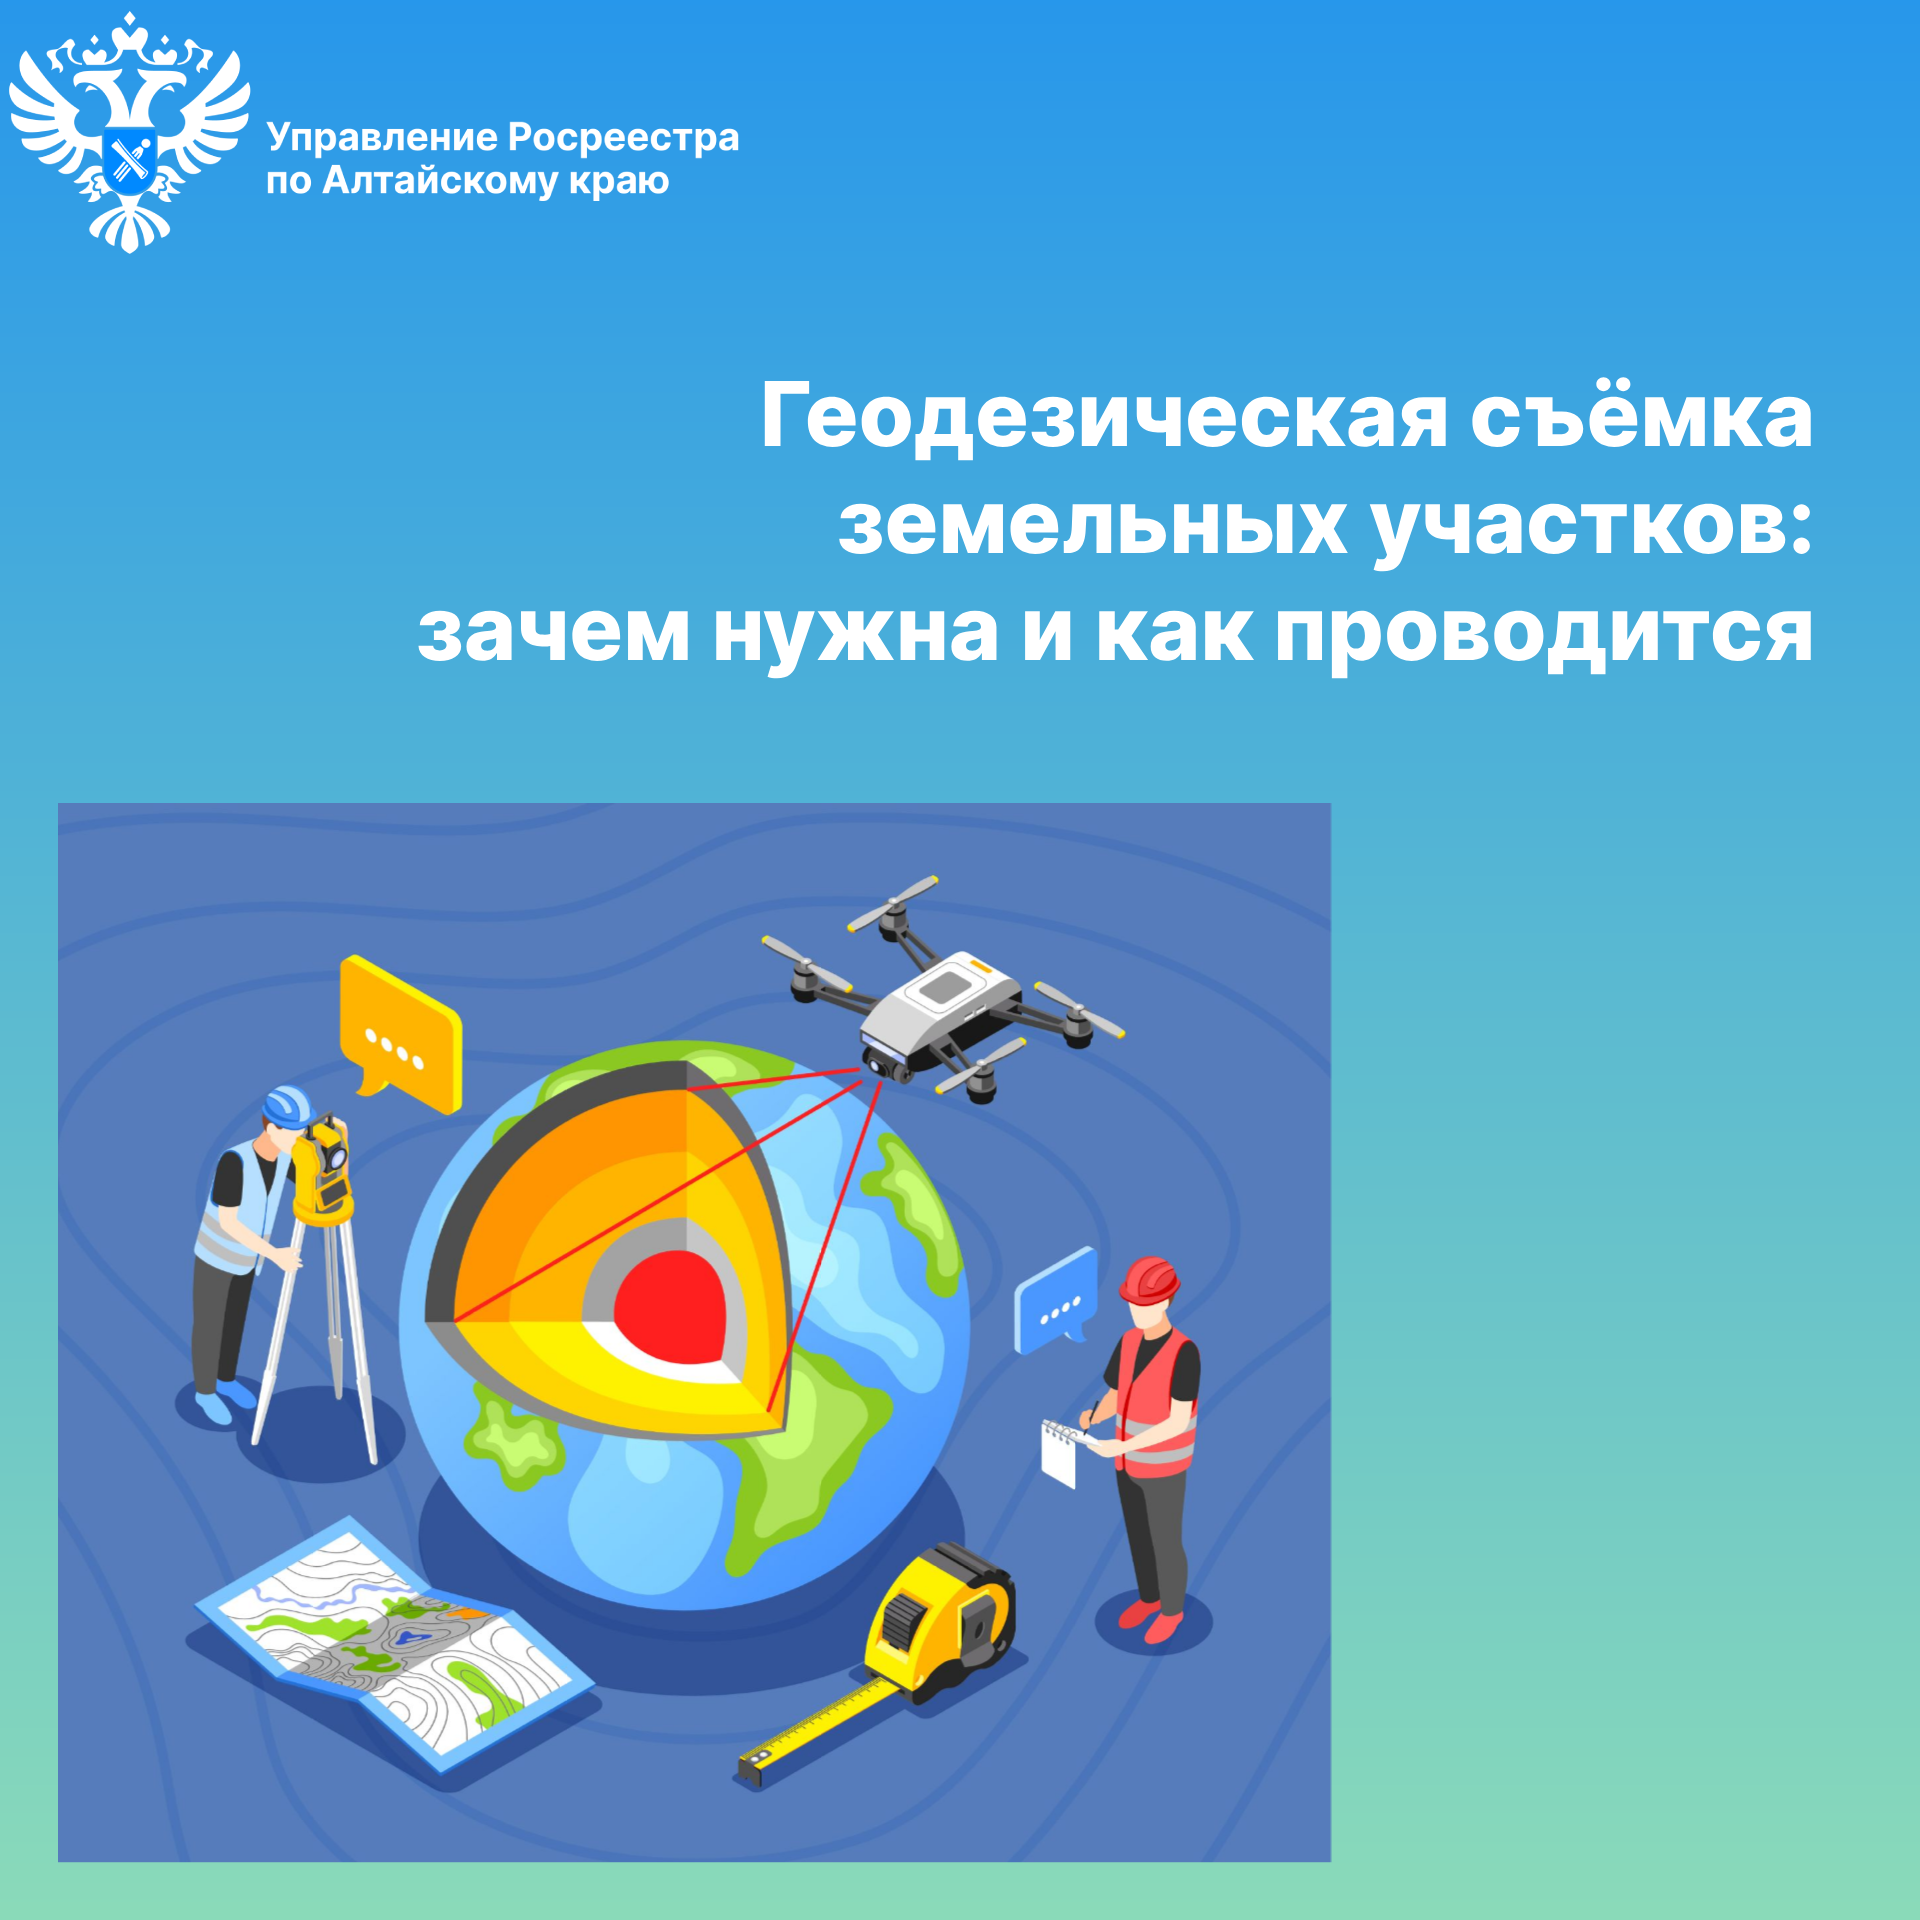 Управление Росреестра
по Алтайскому краю
Геодезическая съёмка
земельных участков:
зачем нужна и как проводится